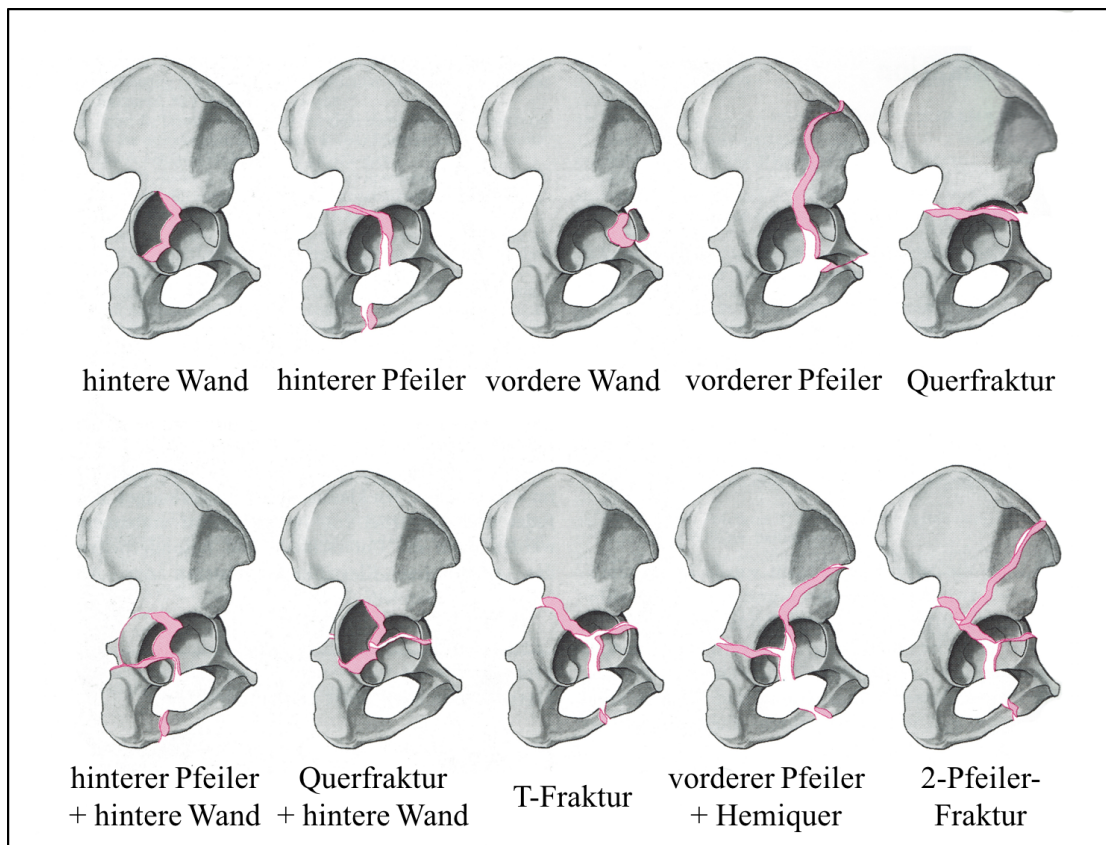 hintere Wand
hinterer Pfeiler
vordere Wand
vorderer Pfeiler
Querfraktur
hinterer Pfeiler
+ hintere Wand
Querfraktur
+ hintere Wand
T-Fraktur
vorderer Pfeiler
+ Hemiquer
2-Pfeiler-
Fraktur